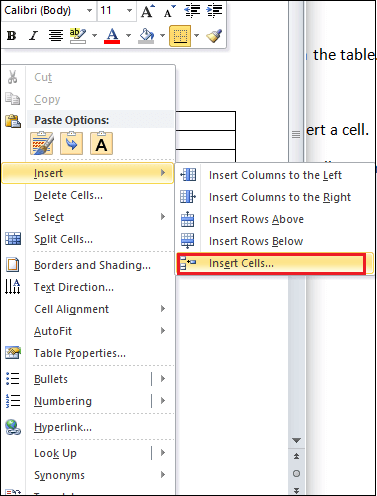 Calibri (Body) 11 A A
B I U ab A
the table.
Cut
Copy
Paste Options:
A
ert a cell.
Insert
Insert Columns to the Left
Delete Cells...
Insert Columns to the Right
Select
Insert Rows Above
Split Cells...
Insert Rows Below
Borders and Shading...
Insert Cells...
Text Direction...
Cell Alignment
AutoFit
Table Properties...
Bullets
Numbering
Hyperlink...
Look Up
Synonyms